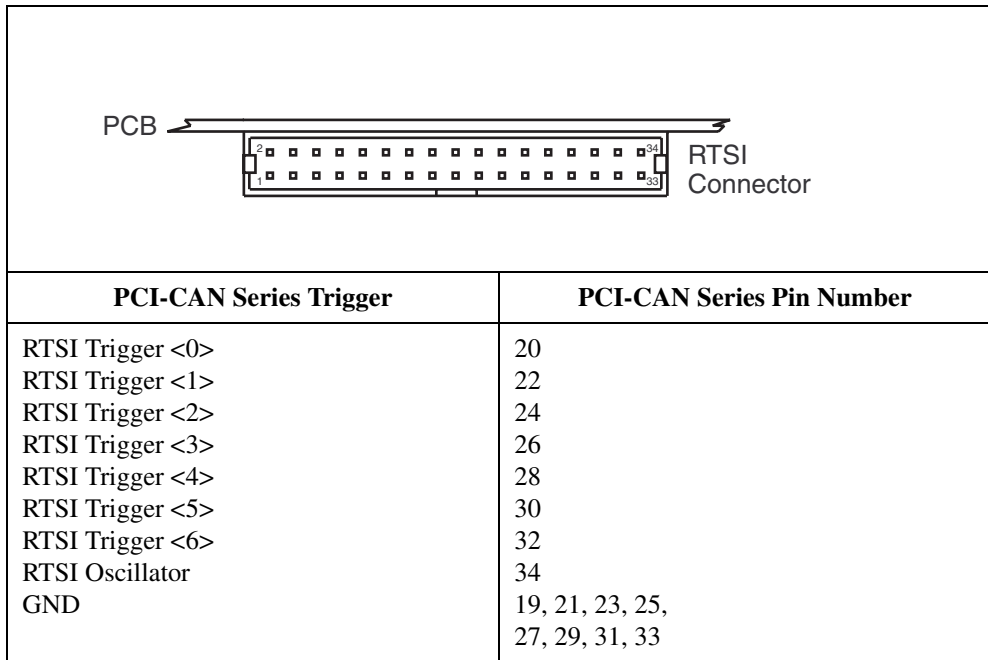 PCB
2
34
RTSI
Connector
1
33
PCI-CAN Series Trigger
PCI-CAN Series Pin Number
RTSI Trigger <0>
20
RTSI Trigger <1>
22
RTSI Trigger <2>
24
RTSI Trigger <3>
26
RTSI Trigger <4>
28
RTSI Trigger <5>
30
RTSI Trigger <6>
32
RTSI Oscillator
34
GND
19, 21, 23, 25,
27, 29, 31, 33